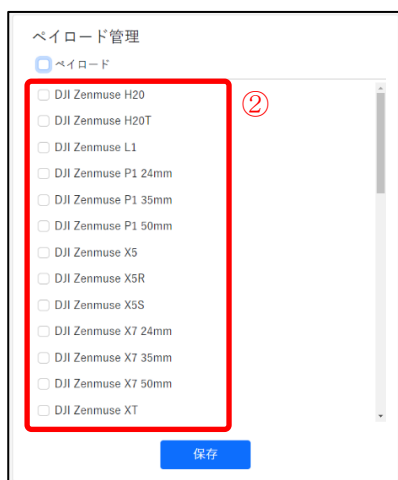 ペイロード管理
ペイロード
DJI Zenmuse H20
②
DJI Zenmuse H20T
DJI Zenmuse L1
DJI Zenmuse P1 24mm
DJI Zenmuse P1 35mm
DJI Zenmuse P1 50mm
DJI Zenmuse X5
DJI Zenmuse X5R
DJI Zenmuse X5S
DJI Zenmuse X7 24mm
DJI Zenmuse X7 35mm
DJI Zenmuse X7 50mm
DJI Zenmuse XT
保存